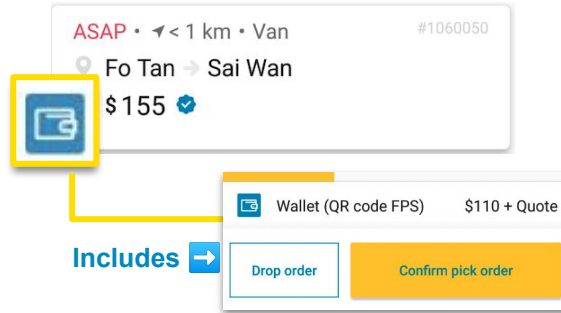 ASAP • < 1 km • Van
#1060050
Fo Tan → Sai Wan
$155
Wallet (QR code FPS)
$110 + Quote
Includes ➡
Drop order
Confirm pick order